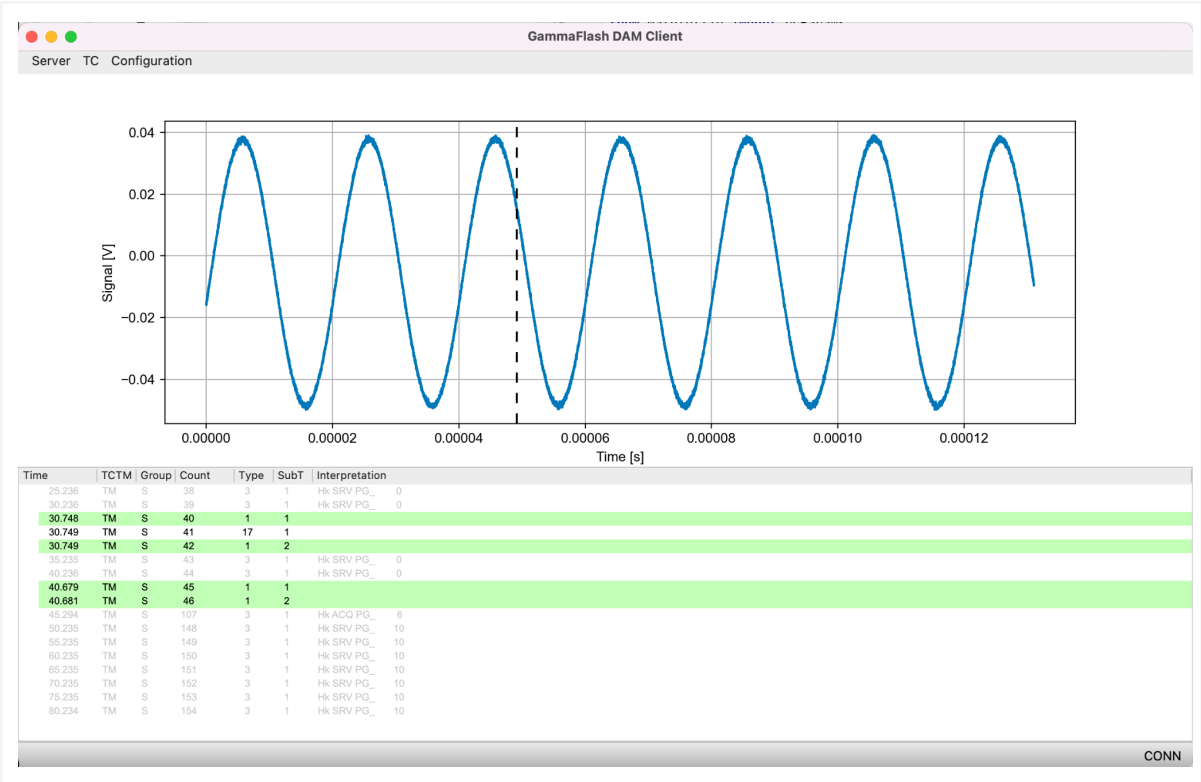 GammaFlash DAM Client
Server TC Configuration
0.04
0.02
0.00
−0.02
−0.04
Signal [V]
0.00000 0.00002 0.00004 0.00006 0.00008 0.00010 0.00012
Time [s]
Time TCTM Group Count Type SubT Interpretation
25.236 TM S 38 3 1 Hk SRV PG_ 0
30.236 TM S 39 3 1 Hk SRV PG_ 0
30.748 TM S 40 1 1
30.749 TM S 41 17 1
30.749 TM S 42 1 2
35.235 TM S 43 3 1 Hk SRV PG_ 0
40.236 TM S 44 3 1 Hk SRV PG_ 0
40.679 TM S 45 1 1
40.681 TM S 46 1 2
45.294 TM S 107 3 1 Hk ACQ PG_ 6
50.235 TM S 148 3 1 Hk SRV PG_ 10
55.235 TM S 149 3 1 Hk SRV PG_ 10
60.235 TM S 150 3 1 Hk SRV PG_ 10
65.235 TM S 151 3 1 Hk SRV PG_ 10
70.235 TM S 152 3 1 Hk SRV PG_ 10
75.235 TM S 153 3 1 Hk SRV PG_ 10
80.234 TM S 154 3 1 Hk SRV PG_ 10
CONN